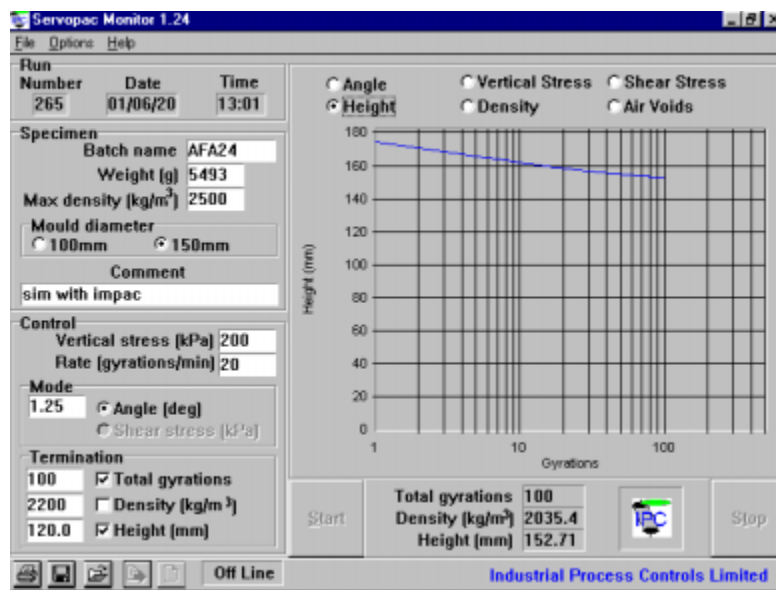 Servopac Monitor 1.24
File Options Help
Run
Number Date Time
265 01/06/20 13:01
Specimen
Batch name AFA24
Weight (g) 5493
Max density (kg/m³) 2500
Mould diameter
100mm 150mm
Comment
sim with impac
Control
Vertical stress (kPa) 200
Rate (gyrations/min) 20
Mode
1.25 Angle (deg)
Shear stress (kPa)
Termination
100 Total gyrations
2200 Density (kg/m³)
120.0 Height (mm)
Off Line
Angle Vertical Stress Shear Stress
Height Density Air Voids
180
160
140
120
100
80
60
40
20
0
Height (mm)
1 10 100
Gyrations
Start
Total gyrations 100
Density (kg/m³) 2035.4
Height (mm) 152.71
IPC
Stop
Industrial Process Controls Limited